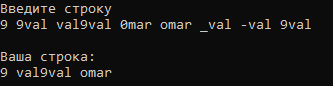 Введите строку
9 9val val9val 0mar omar _val -val 9val
Ваша строка:
9 val9val omar